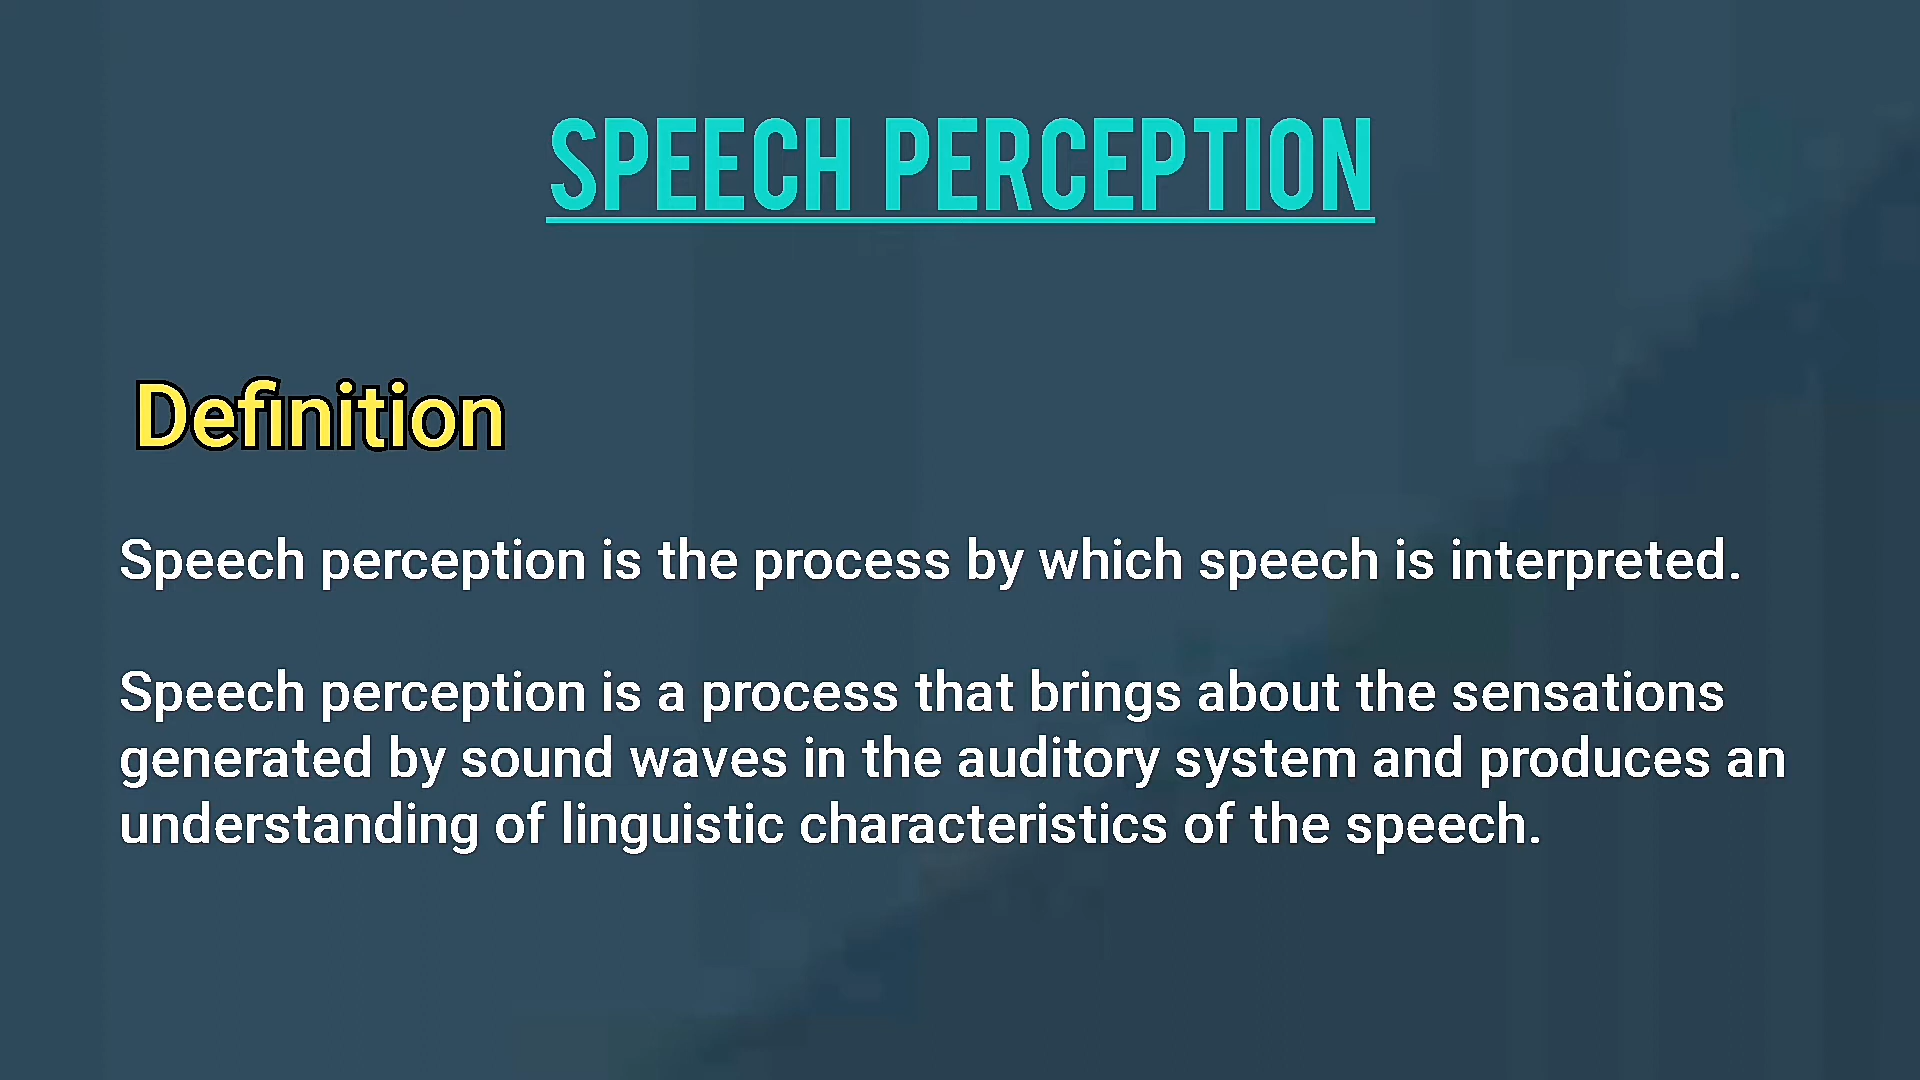 SPEECH PERCEPTION
Definition
Speech perception is the process by which speech is interpreted.
Speech perception is a process that brings about the sensations
generated by sound waves in the auditory system and produces an
understanding of linguistic characteristics of the speech.